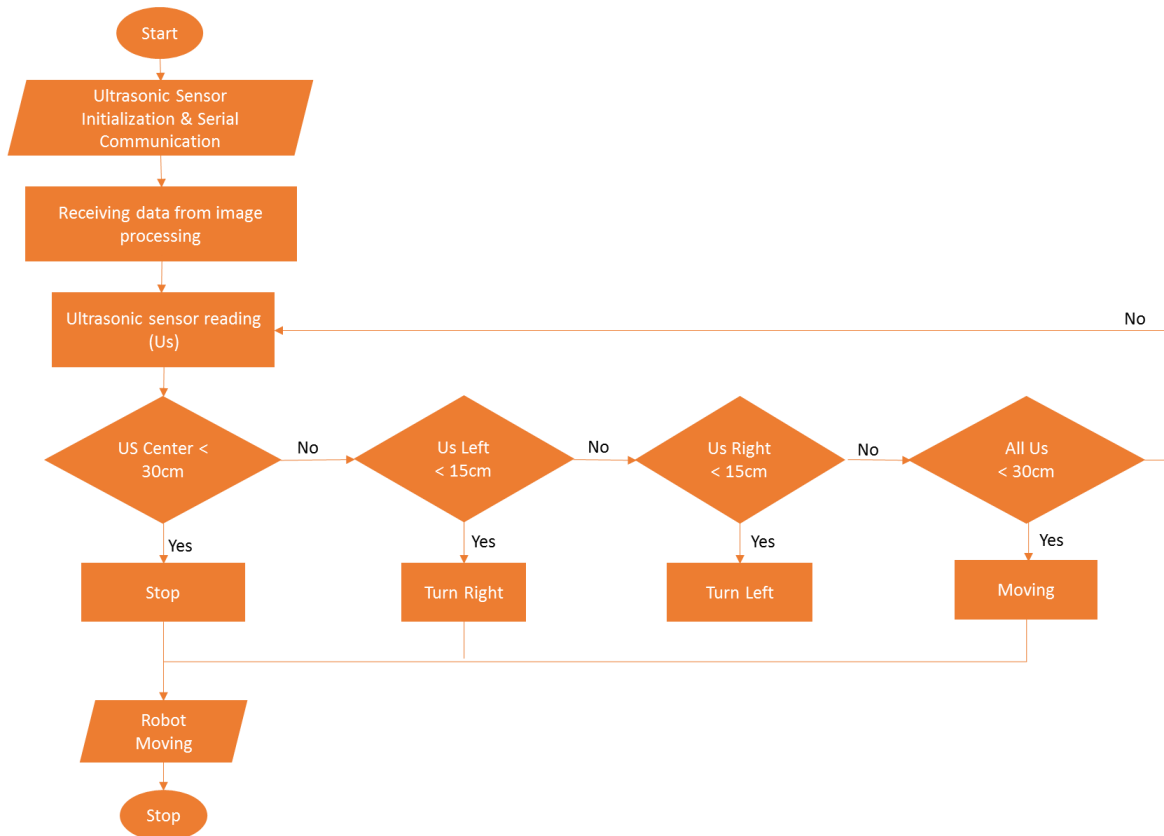 Start
Ultrasonic Sensor
Initialization & Serial
Communication
Receiving data from image
processing
Ultrasonic sensor reading
(Us)
No
US Center <
30cm
No
Us Left
< 15cm
No
Us Right
< 15cm
No
All Us
< 30cm
Yes
Yes
Yes
Yes
Stop
Turn Right
Turn Left
Moving
Robot
Moving
Stop